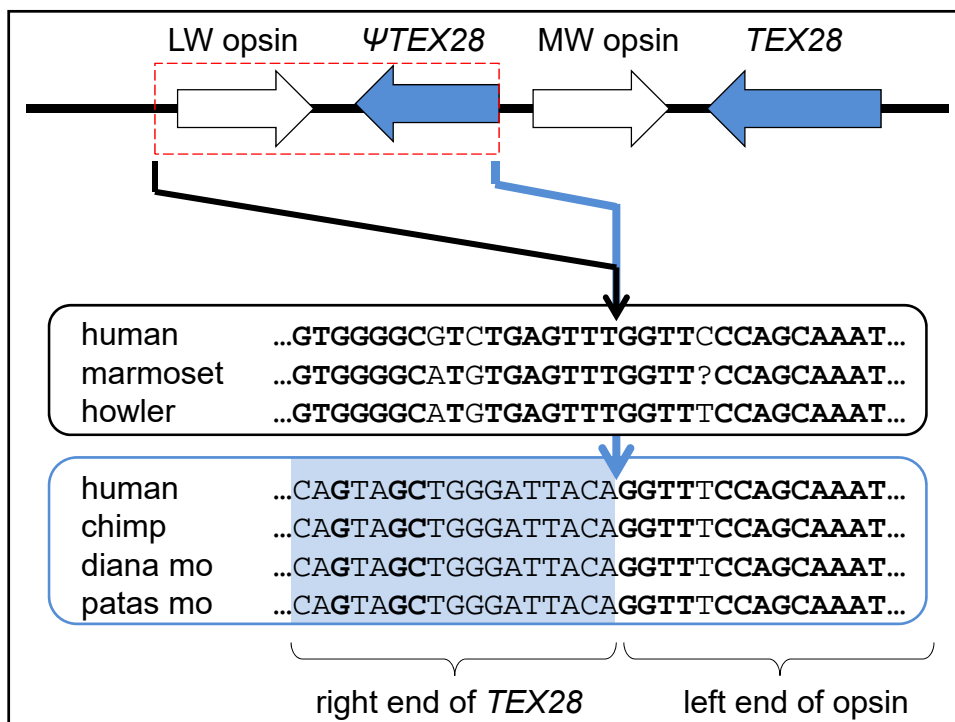 LW opsin ΨTEX28 MW opsin TEX28
human ...GTGGGGCGTCTGAGTTTGGTTCCCAGCAAAT...
marmoset ...GTGGGGCATGTGAGTTTGGTT?CCAGCAAAT...
howler ...GTGGGGCATGTGAGTTTGGTTTCCAGCAAAT...
human ...CAGTAGCTGGGATTACAGGTTTCCAGCAAAT...
chimp ...CAGTAGCTGGGATTACAGGTTTCCAGCAAAT...
diana mo ...CAGTAGCTGGGATTACAGGTTTCCAGCAAAT...
patas mo ...CAGTAGCTGGGATTACAGGTTTCCAGCAAAT...
right end of TEX28 left end of opsin